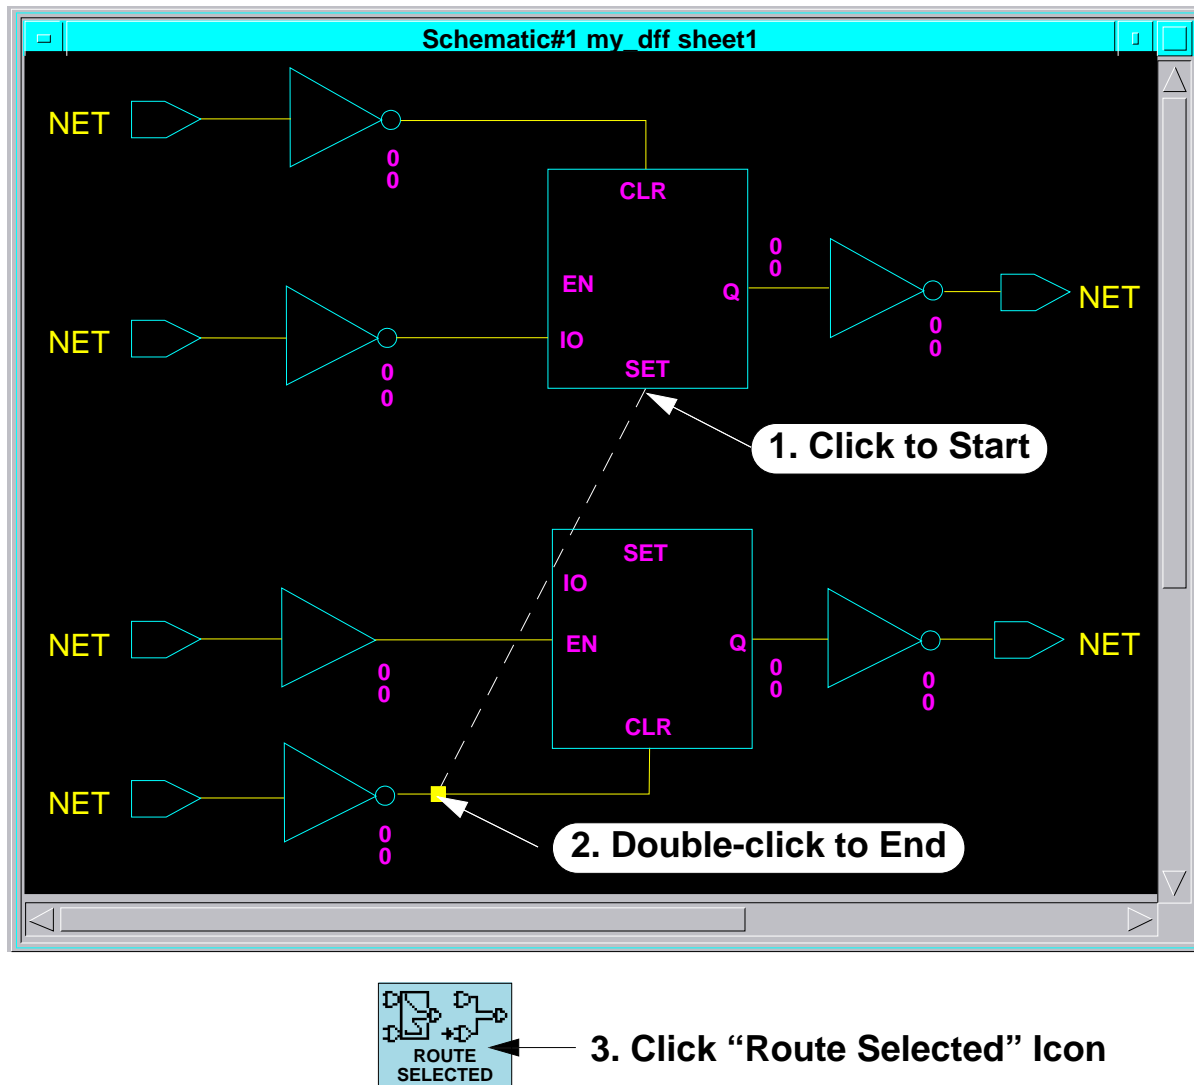 Schematic#1 my_dff sheet1
NET
0
0
CLR
EN
Q
0
0
NET
NET
IO
0
0
0
0
SET
1. Click to Start
SET
IO
NET
EN
Q
NET
0
0
0
0
0
0
CLR
NET
0
0
2. Double-click to End
ROUTE
SELECTED
3. Click “Route Selected” Icon